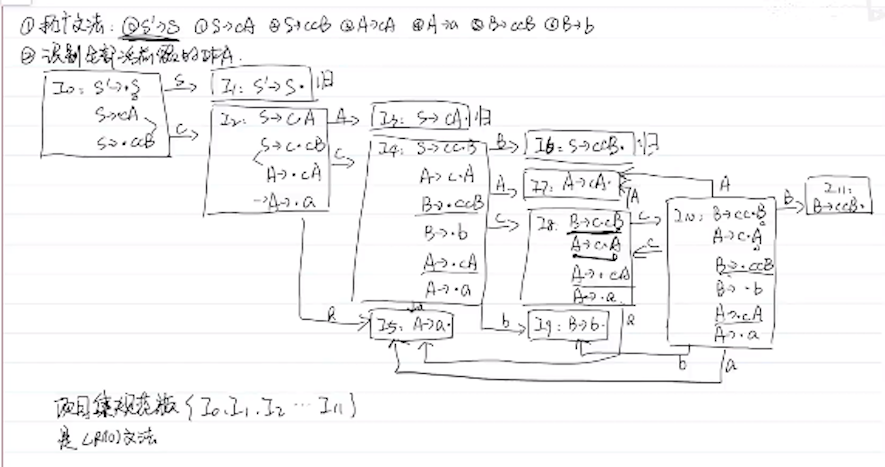 ① 拓广文法: ⓪S'→S ①S→cA ②S→ccB ③A→cA ④A→a ⑤B→ccB ⑥B→b
② 识别全部活前缀的DFA.
I0: S'→·S
S→·cA
S→·ccB
S
c
I1: S'→S· 归
I2: S→c·A
S→c·cB
A→·cA
A→·a
A
c
a
I3: S→cA· 归
I4: S→cc·B
A→c·A
B→·ccB
B→·b
A→·cA
A→·a
B
A
c
a
b
I6: S→ccB· 归
I7: A→cA·
A
A
I8: B→c·cB
A→c·A
A→·cA
A→·a
c
c
a
I10: B→cc·B
A→c·A
B→·ccB
B→·b
A→·cA
A→·a
B
b
a
I11:
B→ccB·
I5: A→a·
I9: B→b·
项目集规范族 {I0, I1, I2 ··· I11}
是LR(0)文法